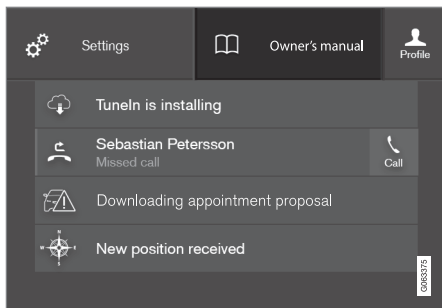 Settings
Owner's manual
Profile
TuneIn is installing
Sebastian Petersson
Missed call
Call
Downloading appointment proposal
N
W
E
S
New position received
G063375